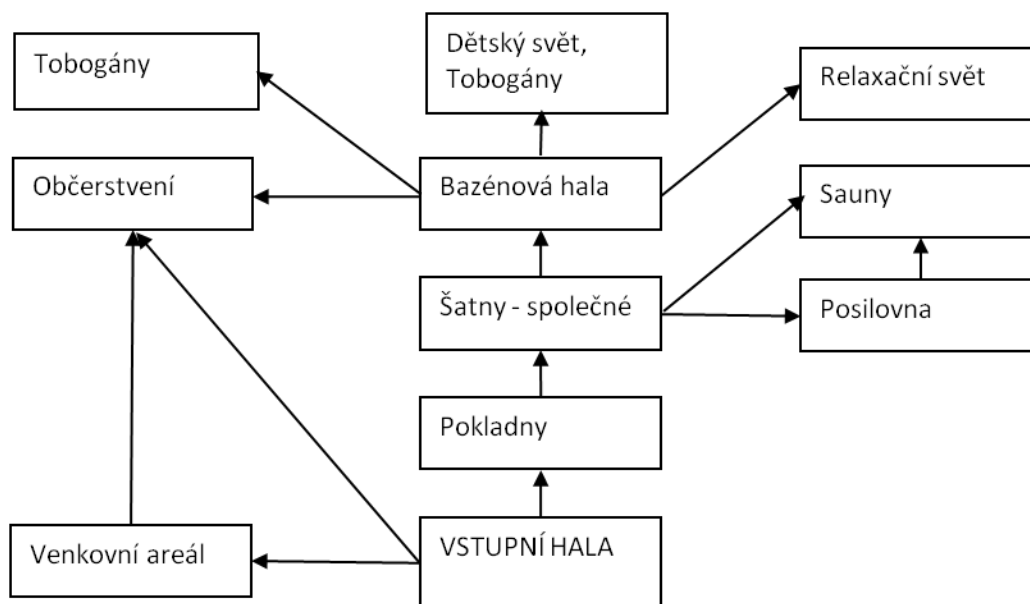 Tobogány
Dětský svět,
Tobogány
Relaxační svět
Občerstvení
Bazénová hala
Sauny
Šatny - společné
Posilovna
Pokladny
Venkovní areál
VSTUPNÍ HALA